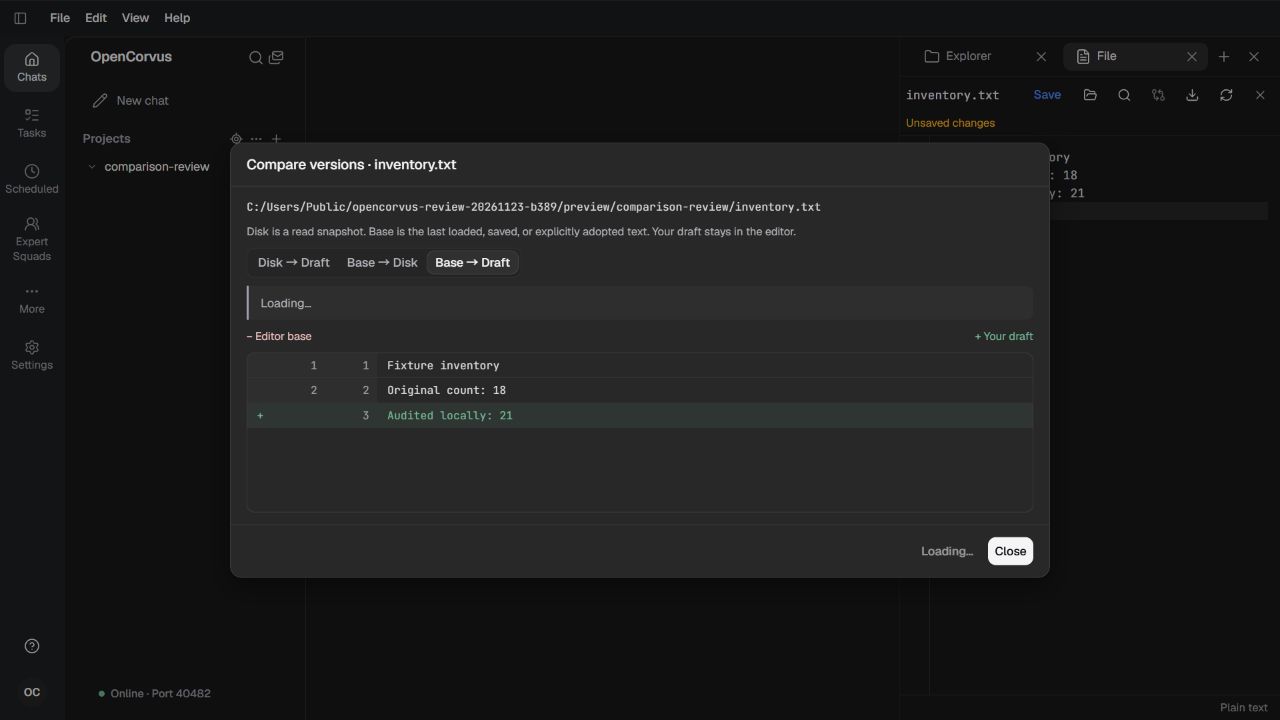 File Edit View Help
OpenCorvus
Chats
New chat
Tasks
Projects
comparison-review
Scheduled
Expert
Squads
More
Settings
OC
Online · Port 40482
Explorer
File
inventory.txt Save
Unsaved changes
ory
: 18
y: 21
Compare versions · inventory.txt
C:/Users/Public/opencorvus-review-20261123-b389/preview/comparison-review/inventory.txt
Disk is a read snapshot. Base is the last loaded, saved, or explicitly adopted text. Your draft stays in the editor.
Disk → Draft Base → Disk Base → Draft
Loading...
− Editor base + Your draft
1 1 Fixture inventory
2 2 Original count: 18
+ 3 Audited locally: 21
Loading... Close
Plain text